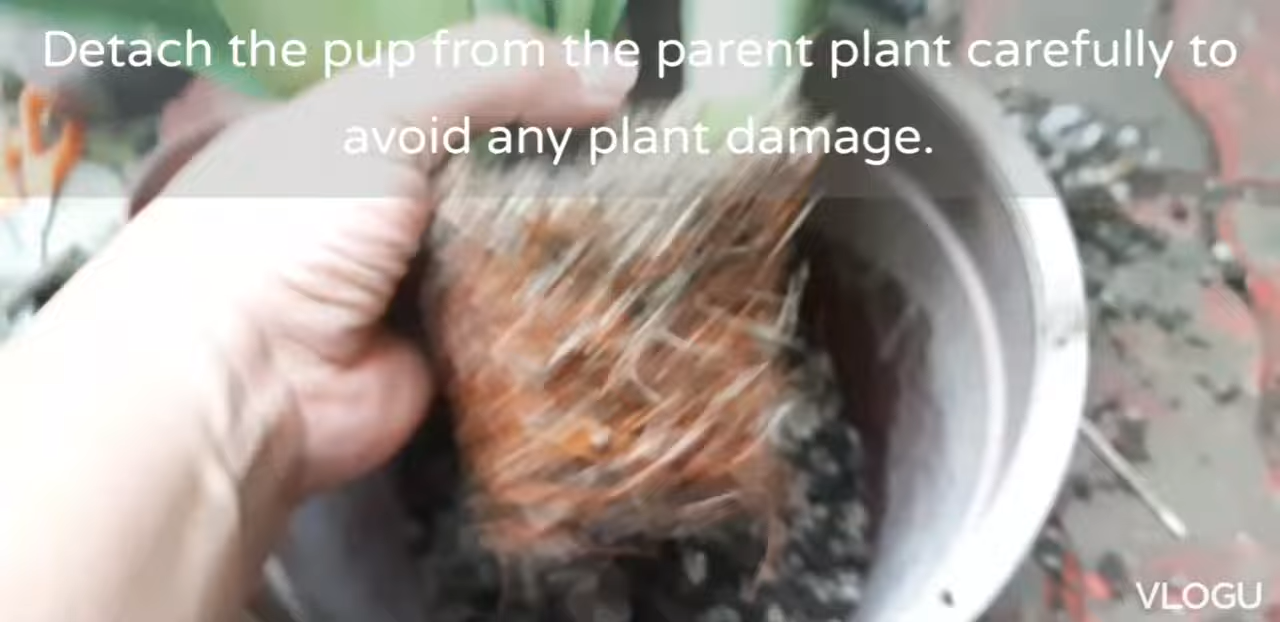 Detach the pup from the parent plant carefully to
avoid any plant damage.
VLOGU